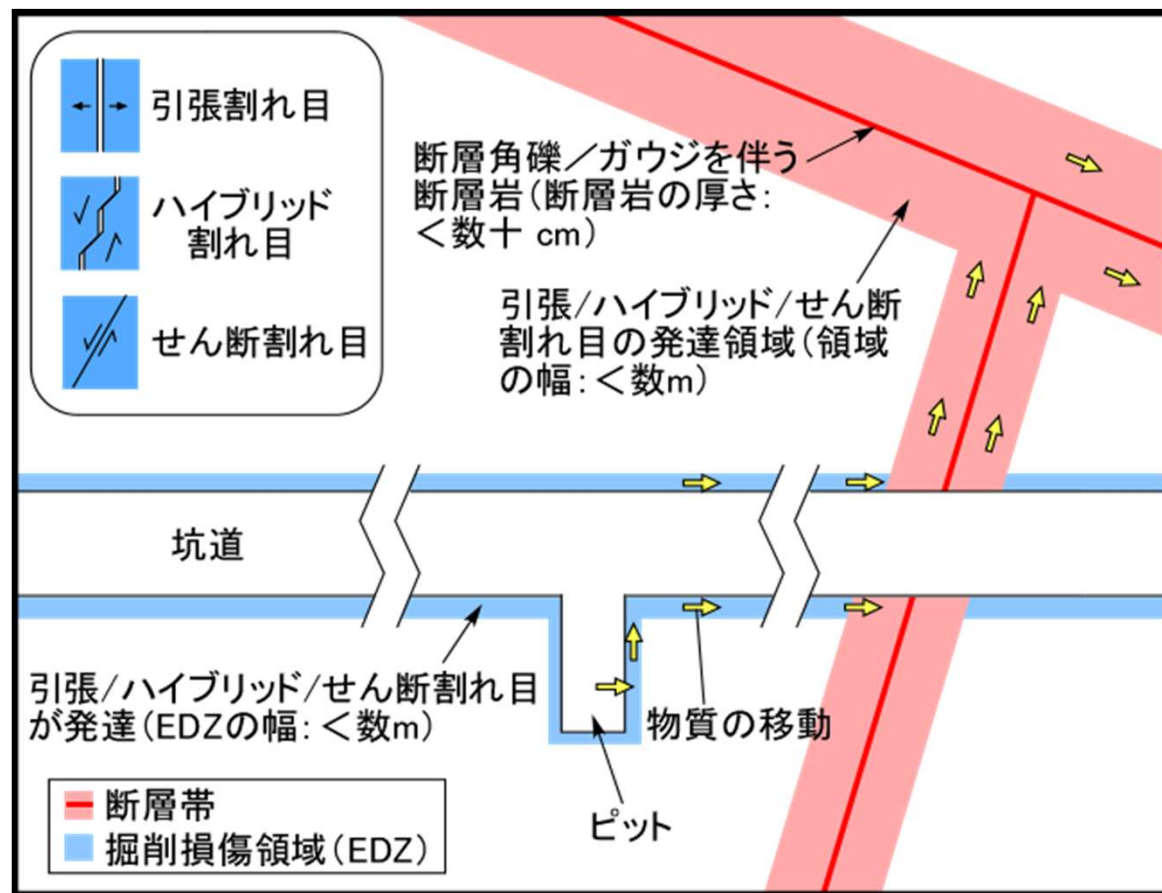 引張割れ目
ハイブリッド
割れ目
せん断割れ目
断層角礫／ガウジを伴う
断層岩(断層岩の厚さ：
＜数十 cm)
引張/ハイブリッド/せん断
割れ目の発達領域(領域
の幅：＜数m)
坑道
引張/ハイブリッド/せん断割れ目
が発達(EDZの幅：＜数m)
物質の移動
ピット
断層帯
掘削損傷領域(EDZ)